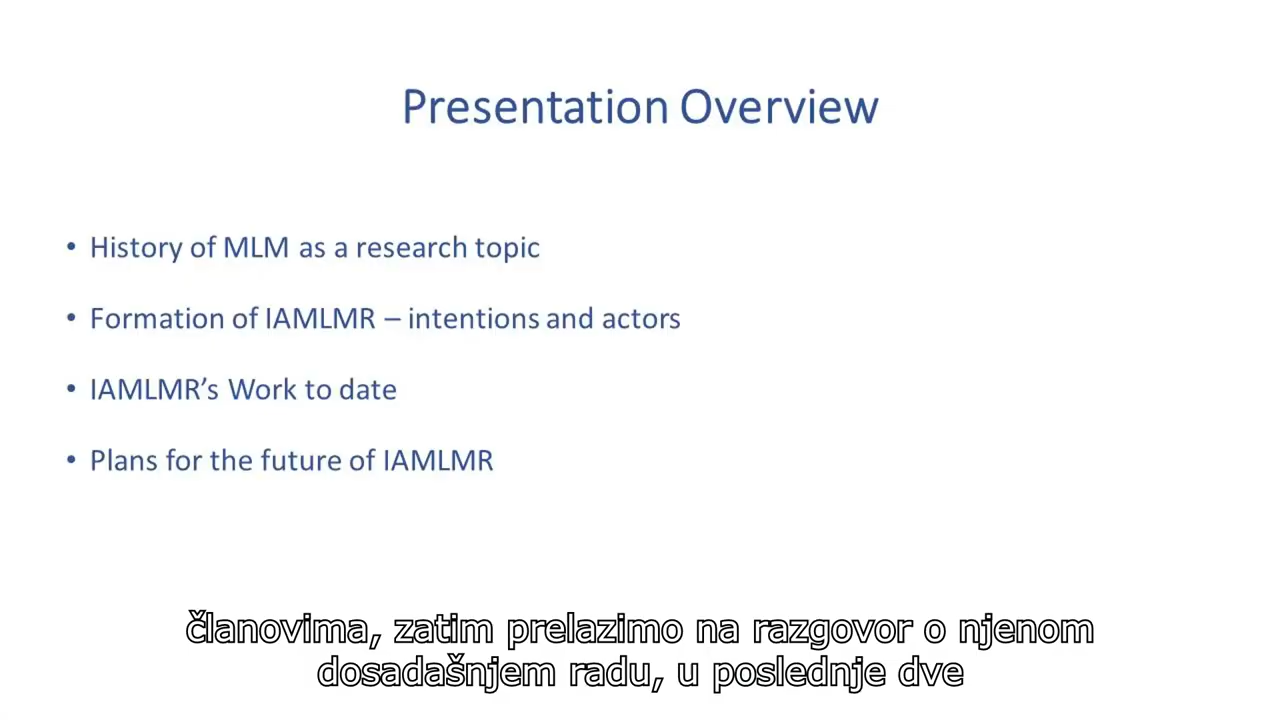 Presentation Overview
• History of MLM as a research topic
• Formation of IAMLMR – intentions and actors
• IAMLMR’s Work to date
• Plans for the future of IAMLMR
članovima, zatim prelazimo na razgovor o njenom
dosadašnjem radu, u poslednje dve